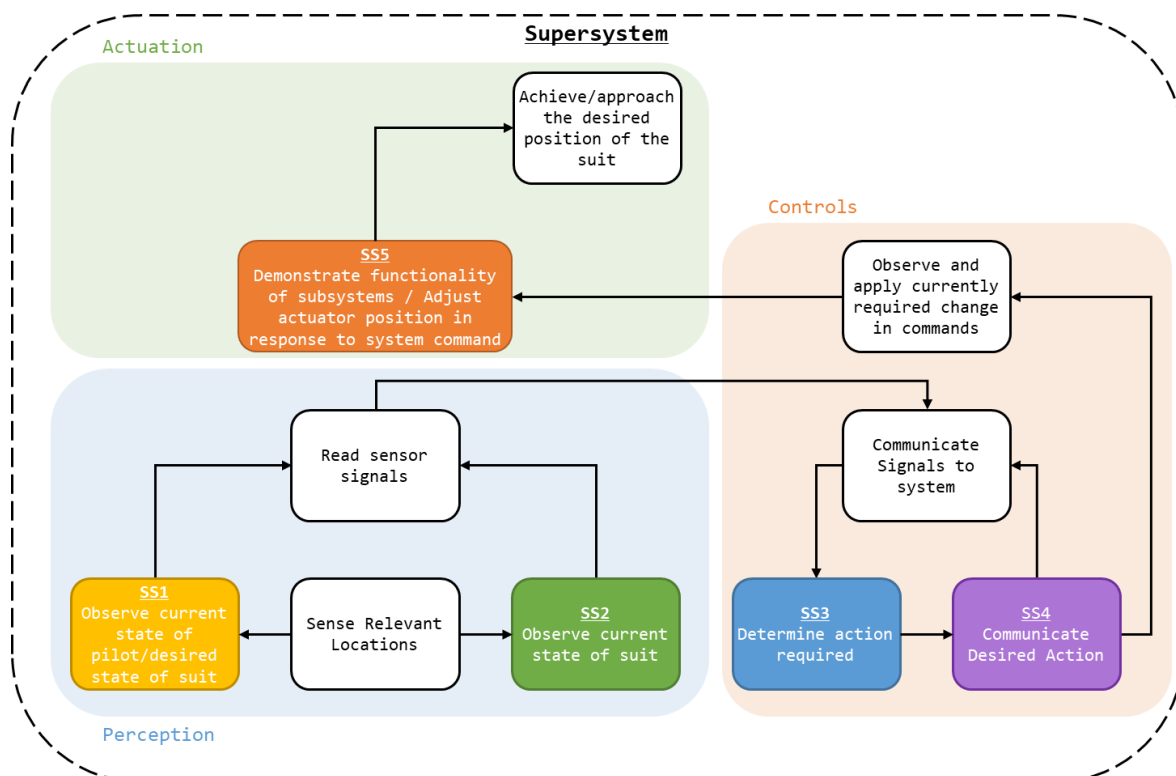 Supersystem
Actuation
Achieve/approach
the desired
position of the
suit
Controls
SS5
Demonstrate functionality
of subsystems / Adjust
actuator position in
response to system command
Observe and
apply currently
required change
in commands
Read sensor
signals
Communicate
Signals to
system
SS1
Observe current
state of
pilot/desired
state of suit
Sense Relevant
Locations
SS2
Observe current
state of suit
SS3
Determine action
required
SS4
Communicate
Desired Action
Perception